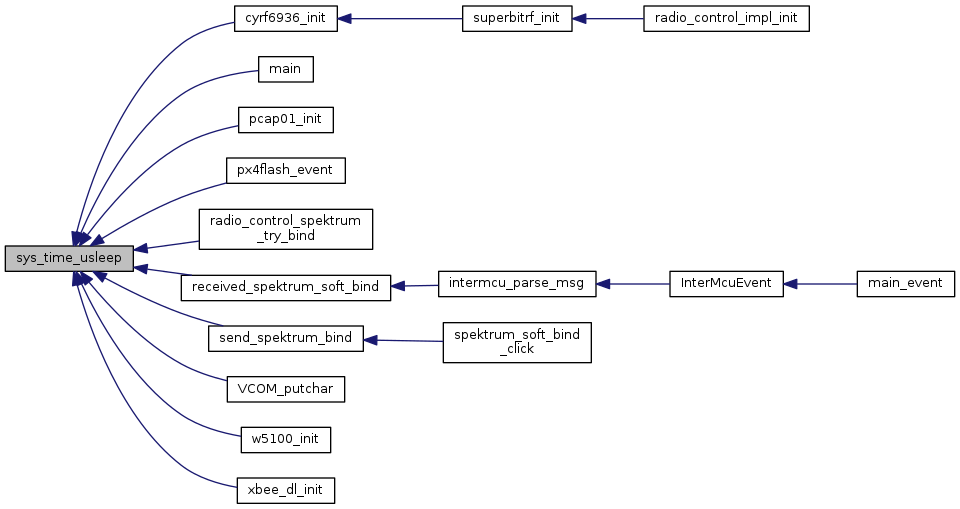 cyrf6936_init
superbitrf_init
radio_control_impl_init
main
pcap01_init
px4flash_event
radio_control_spektrum
_try_bind
sys_time_usleep
received_spektrum_soft_bind
intermcu_parse_msg
InterMcuEvent
main_event
send_spektrum_bind
spektrum_soft_bind
_click
VCOM_putchar
w5100_init
xbee_dl_init